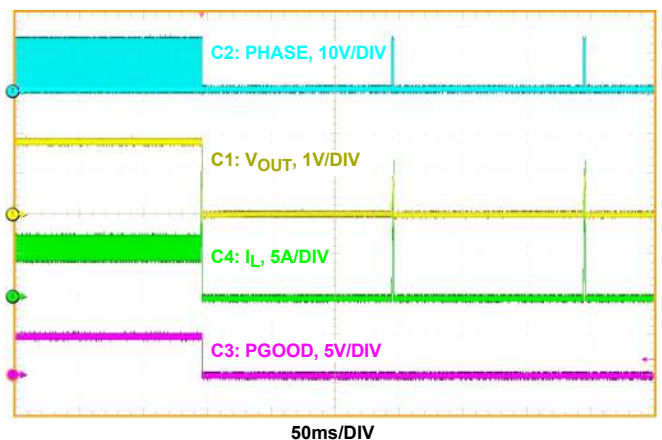 C2: PHASE, 10V/DIV
C1: VOUT, 1V/DIV
C4: IL, 5A/DIV
C3: PGOOD, 5V/DIV
50ms/DIV